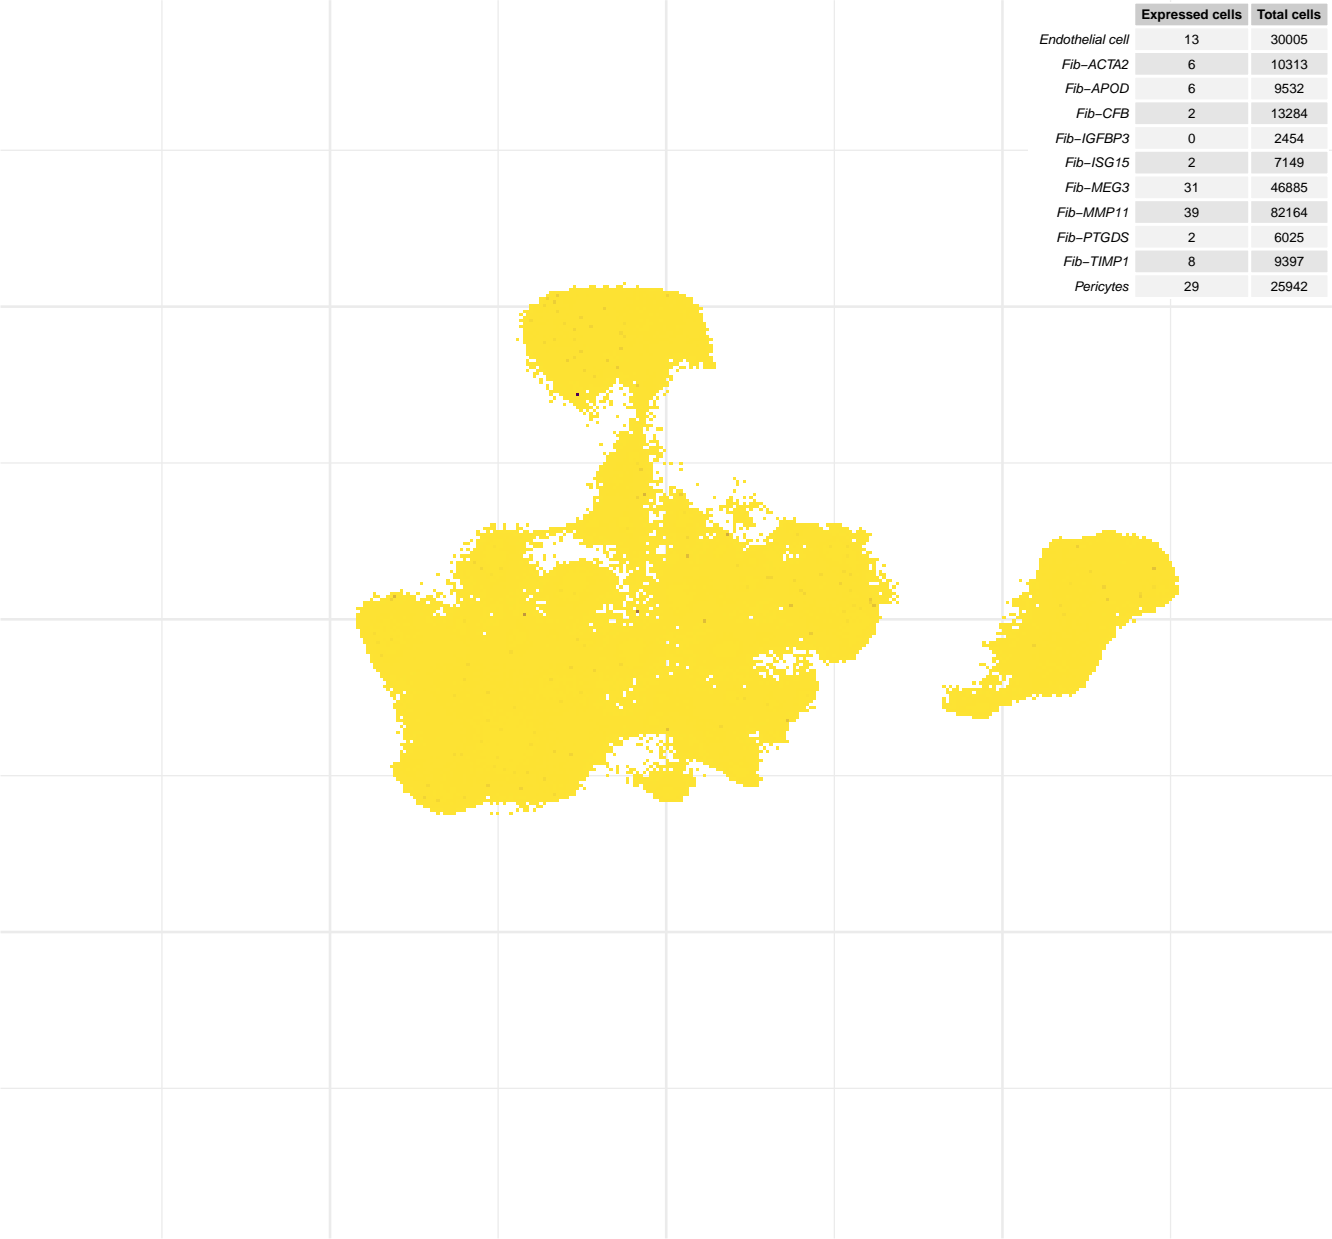 Expressed cells Total cells
Endothelial cell 13 30005
Fib−ACTA2 6 10313
Fib−APOD 6 9532
Fib−CFB 2 13284
Fib−IGFBP3 0 2454
Fib−ISG15 2 7149
Fib−MEG3 31 46885
Fib−MMP11 39 82164
Fib−PTGDS 2 6025
Fib−TIMP1 8 9397
Pericytes 29 25942